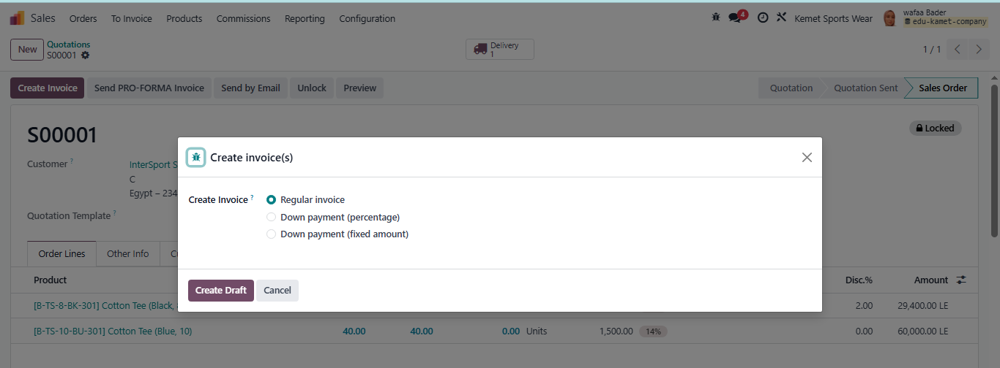 Sales Orders To Invoice Products Commissions Reporting Configuration 4 Kemet Sports Wear wafaa Bader
edu-kamet-company
New Quotations
S00001
Delivery
1
1 / 1
Create Invoice Send PRO-FORMA Invoice Send by Email Unlock Preview Quotation Quotation Sent Sales Order
S00001
Locked
Create invoice(s)
Customer ?
InterSport S
C
Egypt – 234
Quotation Template ?
Create Invoice ? Regular invoice
Down payment (percentage)
Down payment (fixed amount)
Order Lines Other Info
Product Disc.% Amount
Create Draft Cancel
[B-TS-8-BK-301] Cotton Tee (Black, 2.00 29,400.00 LE
[B-TS-10-BU-301] Cotton Tee (Blue, 10) 40.00 40.00 0.00 Units 1,500.00 14% 0.00 60,000.00 LE